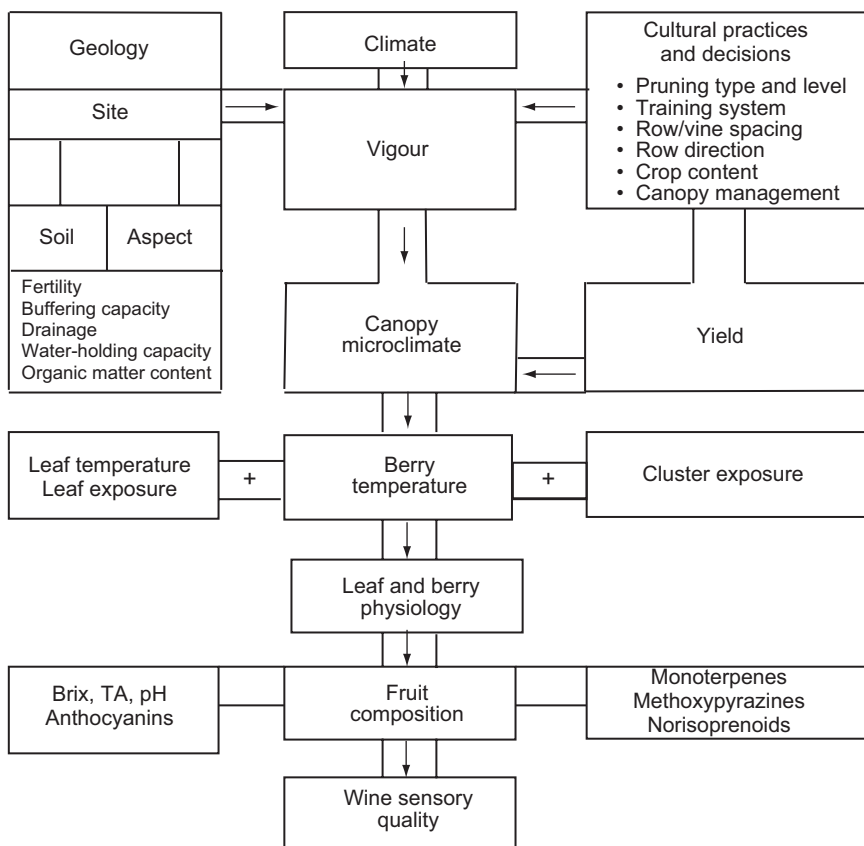 Geology
Climate
Cultural practices
and decisions
• Pruning type and level
• Training system
• Row/vine spacing
• Row direction
• Crop content
• Canopy management
Site
Vigour
Soil
Aspect
Fertility
Buffering capacity
Drainage
Water-holding capacity
Organic matter content
Canopy
microclimate
Yield
Leaf temperature
Leaf exposure
+
Berry
temperature
+
Cluster exposure
Leaf and berry
physiology
Brix, TA, pH
Anthocyanins
Fruit
composition
Monoterpenes
Methoxypyrazines
Norisoprenoids
Wine sensory
quality